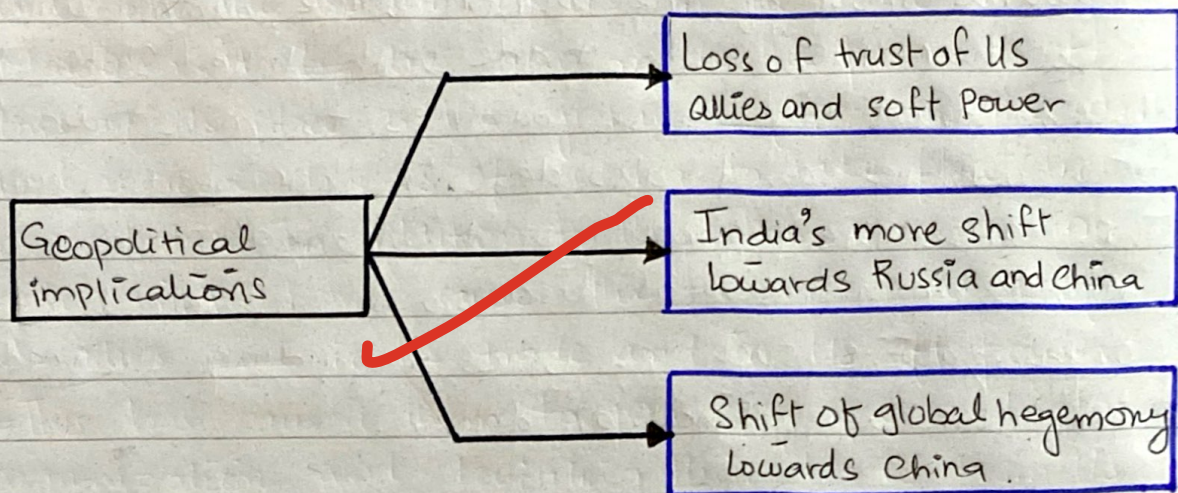 Geopolitical
implications
Loss of trust of US
allies and soft power
India's more shift
towards Russia and China
Shift of global hegemony
towards China.